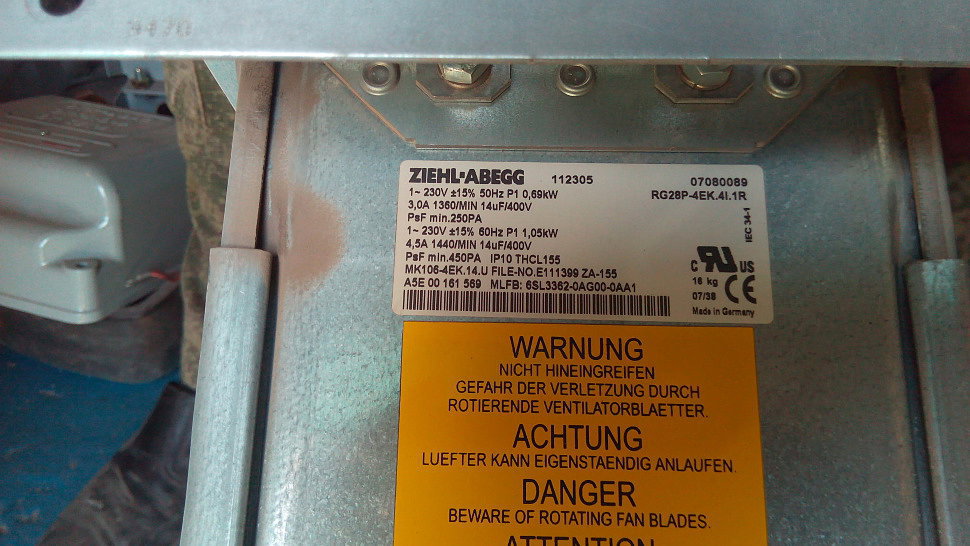 ZIEHL-ABEGG 112305 07080089
1~ 230V ±15% 50Hz P1 0,69kW RG28P-4EK.4I.1R
3,0A 1360/MIN 14uF/400V
PsF min.250PA
1~ 230V ±15% 60Hz P1 1,05kW
4,5A 1440/MIN 14uF/400V
PsF min.450PA IP10 THCL155
MK106-4EK.14.U FILE-NO.E111399 ZA-155
A5E 00 161 569 MLFB: 6SL3362-0AG00-0AA1
IEC 34-1
C RU US
16 kg
07/38 CE
Made in Germany
WARNUNG
NICHT HINEINGREIFEN
GEFAHR DER VERLETZUNG DURCH
ROTIERENDE VENTILATORBLAETTER.
ACHTUNG
LUEFTER KANN EIGENSTAENDIG ANLAUFEN.
DANGER
BEWARE OF ROTATING FAN BLADES.
ATTENTION